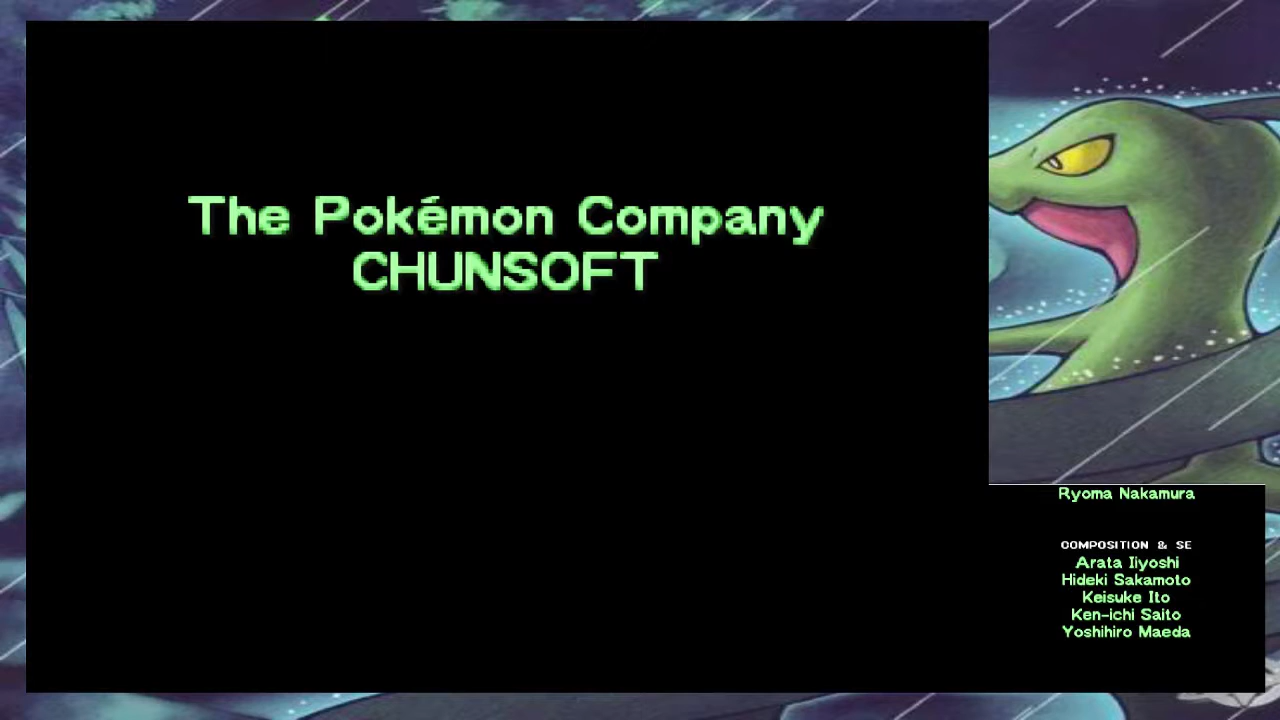 The Pokémon Company
CHUNSOFT
Ryoma Nakamura
COMPOSITION & SE
Arata Iiyoshi
Hideki Sakamoto
Keisuke Ito
Ken-ichi Saito
Yoshihiro Maeda